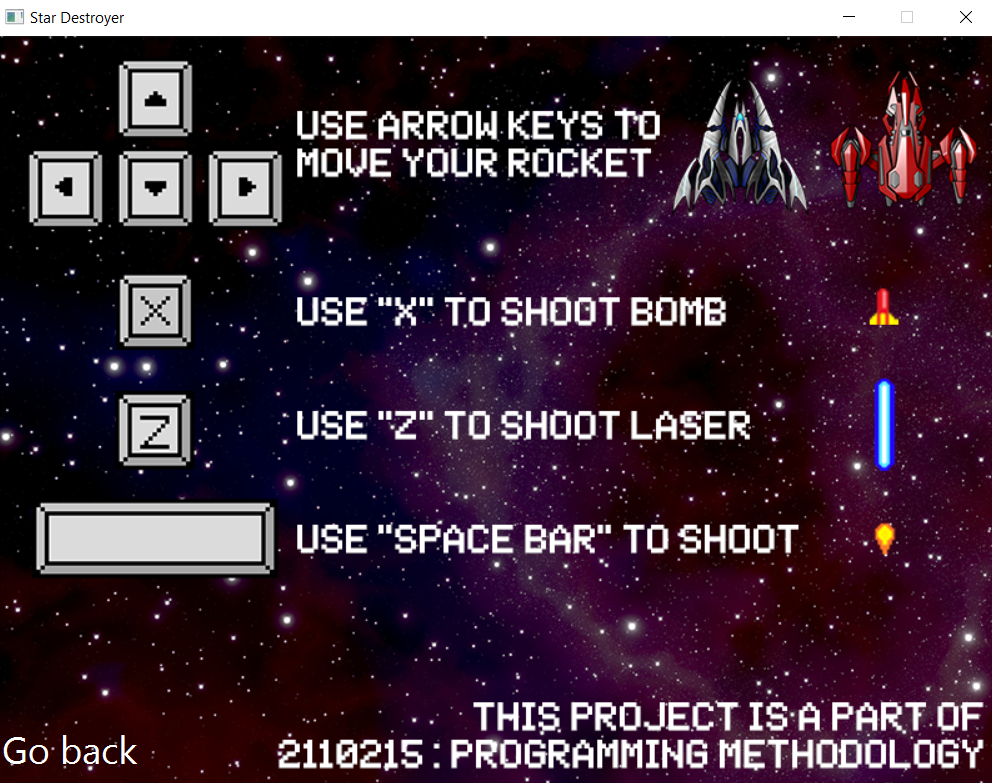 Star Destroyer
USE ARROW KEYS TO
MOVE YOUR ROCKET
X
USE "X" TO SHOOT BOMB
Z
USE "Z" TO SHOOT LASER
USE "SPACE BAR" TO SHOOT
THIS PROJECT IS A PART OF
Go back
2110215 : PROGRAMMING METHODOLOGY